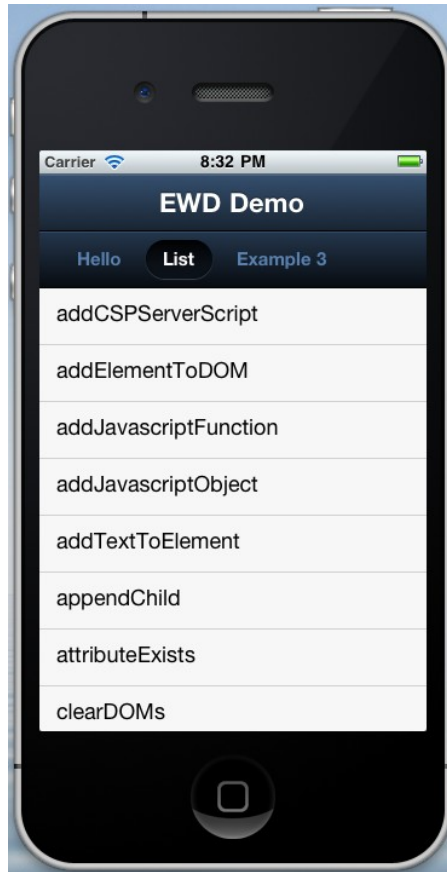 Carrier 8:32 PM
EWD Demo
Hello List Example 3
addCSPServerScript
addElementToDOM
addJavascriptFunction
addJavascriptObject
addTextToElement
appendChild
attributeExists
clearDOMs